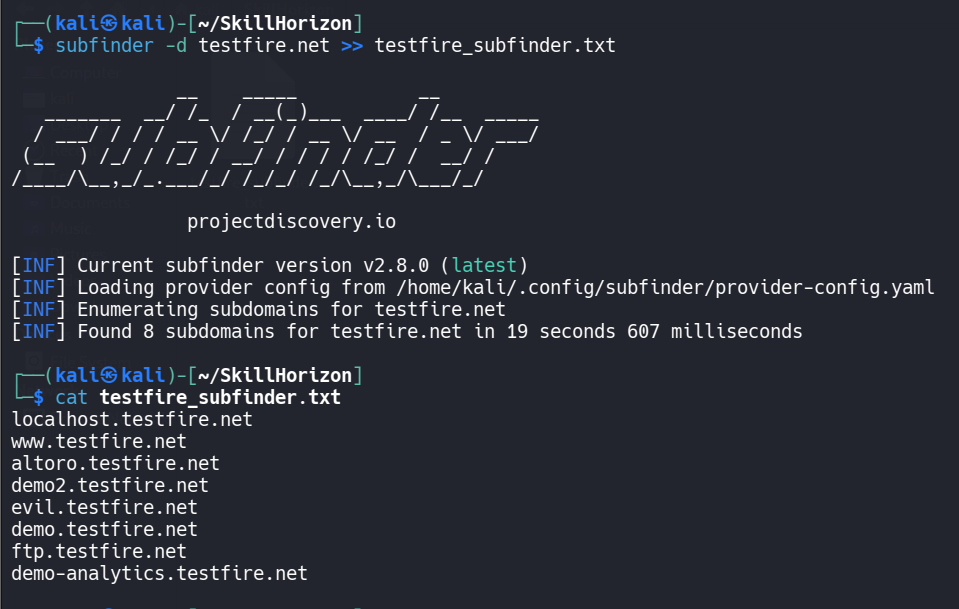 ┌──(kali㉿kali)-[~/SkillHorizon]
└─$ subfinder -d testfire.net >> testfire_subfinder.txt
               __    _____           __
   _______  __/ /_  / __(_)___  ____/ /__  _____
  / ___/ / / / __ \/ /_/ / __ \/ __  / _ \/ ___/
 (__  ) /_/ / /_/ / __/ / / / / /_/ /  __/ /
/____/\__,_/_.___/_/ /_/_/ /_/\__,_/\___/_/
projectdiscovery.io
[INF] Current subfinder version v2.8.0 (latest)
[INF] Loading provider config from /home/kali/.config/subfinder/provider-config.yaml
[INF] Enumerating subdomains for testfire.net
[INF] Found 8 subdomains for testfire.net in 19 seconds 607 milliseconds
┌──(kali㉿kali)-[~/SkillHorizon]
└─$ cat testfire_subfinder.txt
localhost.testfire.net
www.testfire.net
altoro.testfire.net
demo2.testfire.net
evil.testfire.net
demo.testfire.net
ftp.testfire.net
demo-analytics.testfire.net